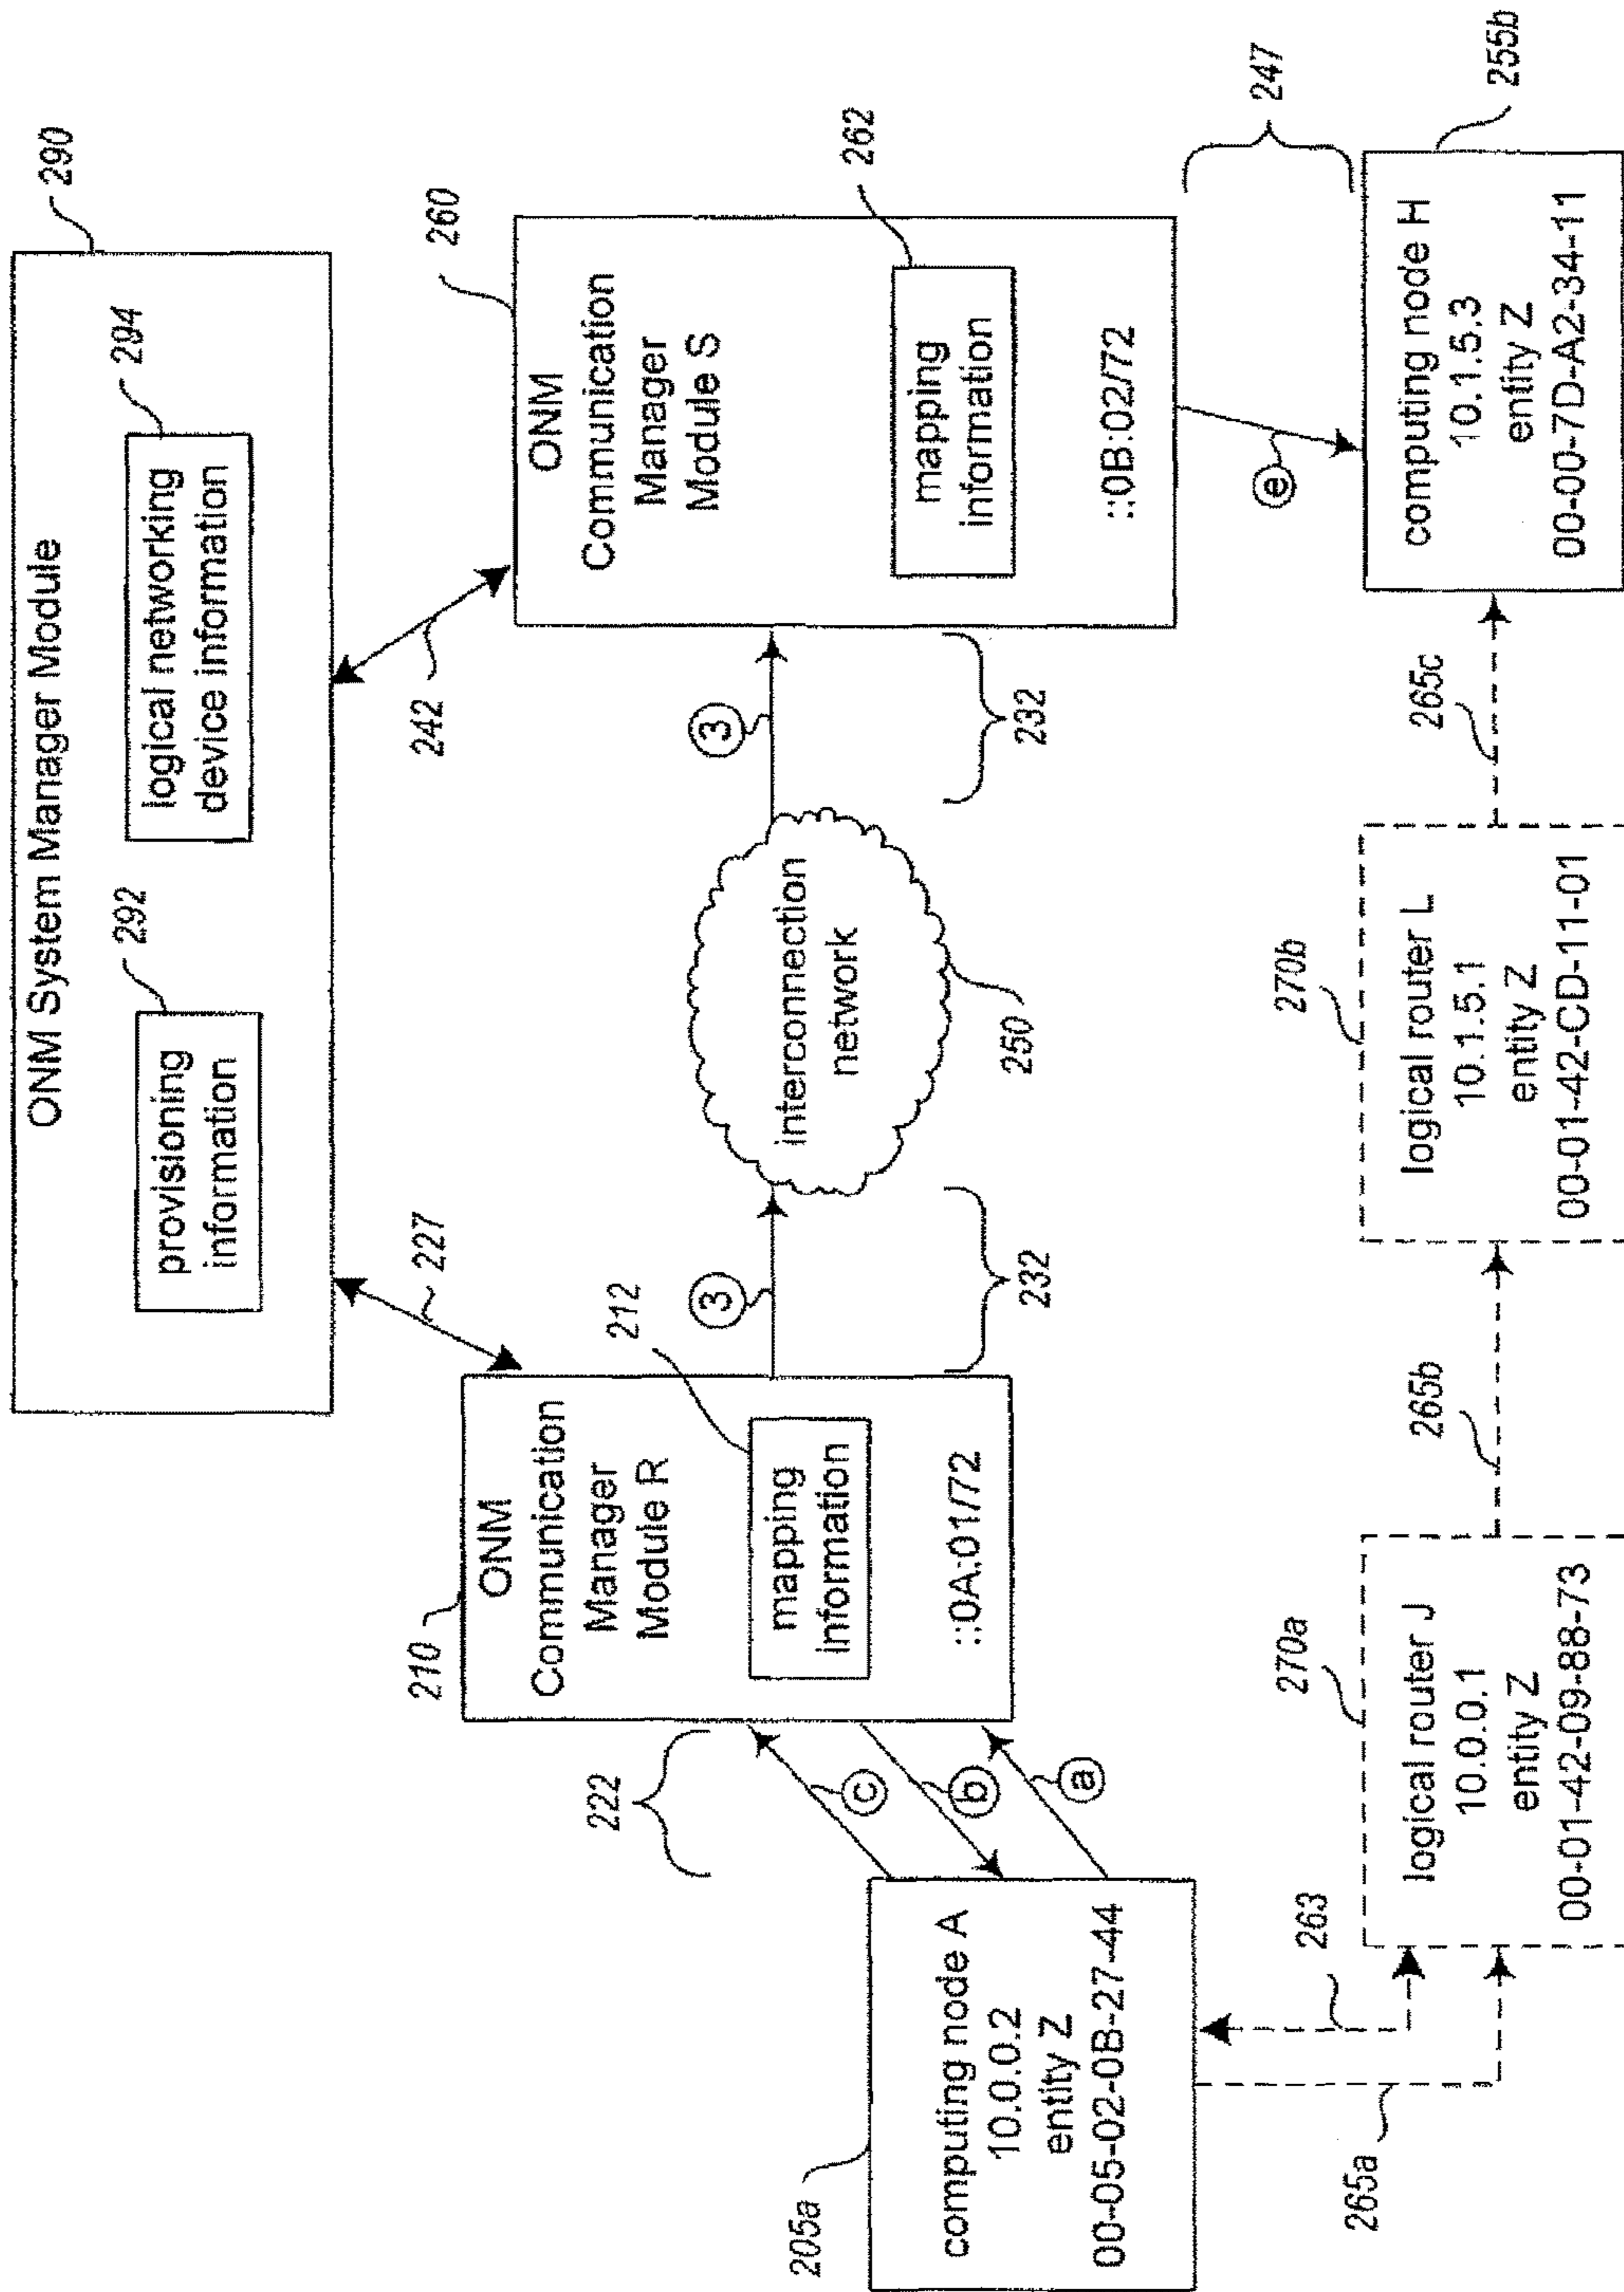 290
ONM System Manager Module
292
provisioning
information
294
logical networking
device information
227
242
210
ONM
Communication
Manager
Module R
212
mapping
information
::0A:01/72
260
ONM
Communication
Manager
Module S
262
mapping
information
::0B:02/72
3
3
232
232
interconnection
network
250
222
c
b
a
e
247
205a
computing node A
10.0.0.2
entity Z
00-05-02-0B-27-44
263
265a
270a
logical router J
10.0.0.1
entity Z
00-01-42-09-88-73
265b
270b
logical router L
10.1.5.1
entity Z
00-01-42-CD-11-01
265c
255b
computing node H
10.1.5.3
entity Z
00-00-7D-A2-34-11